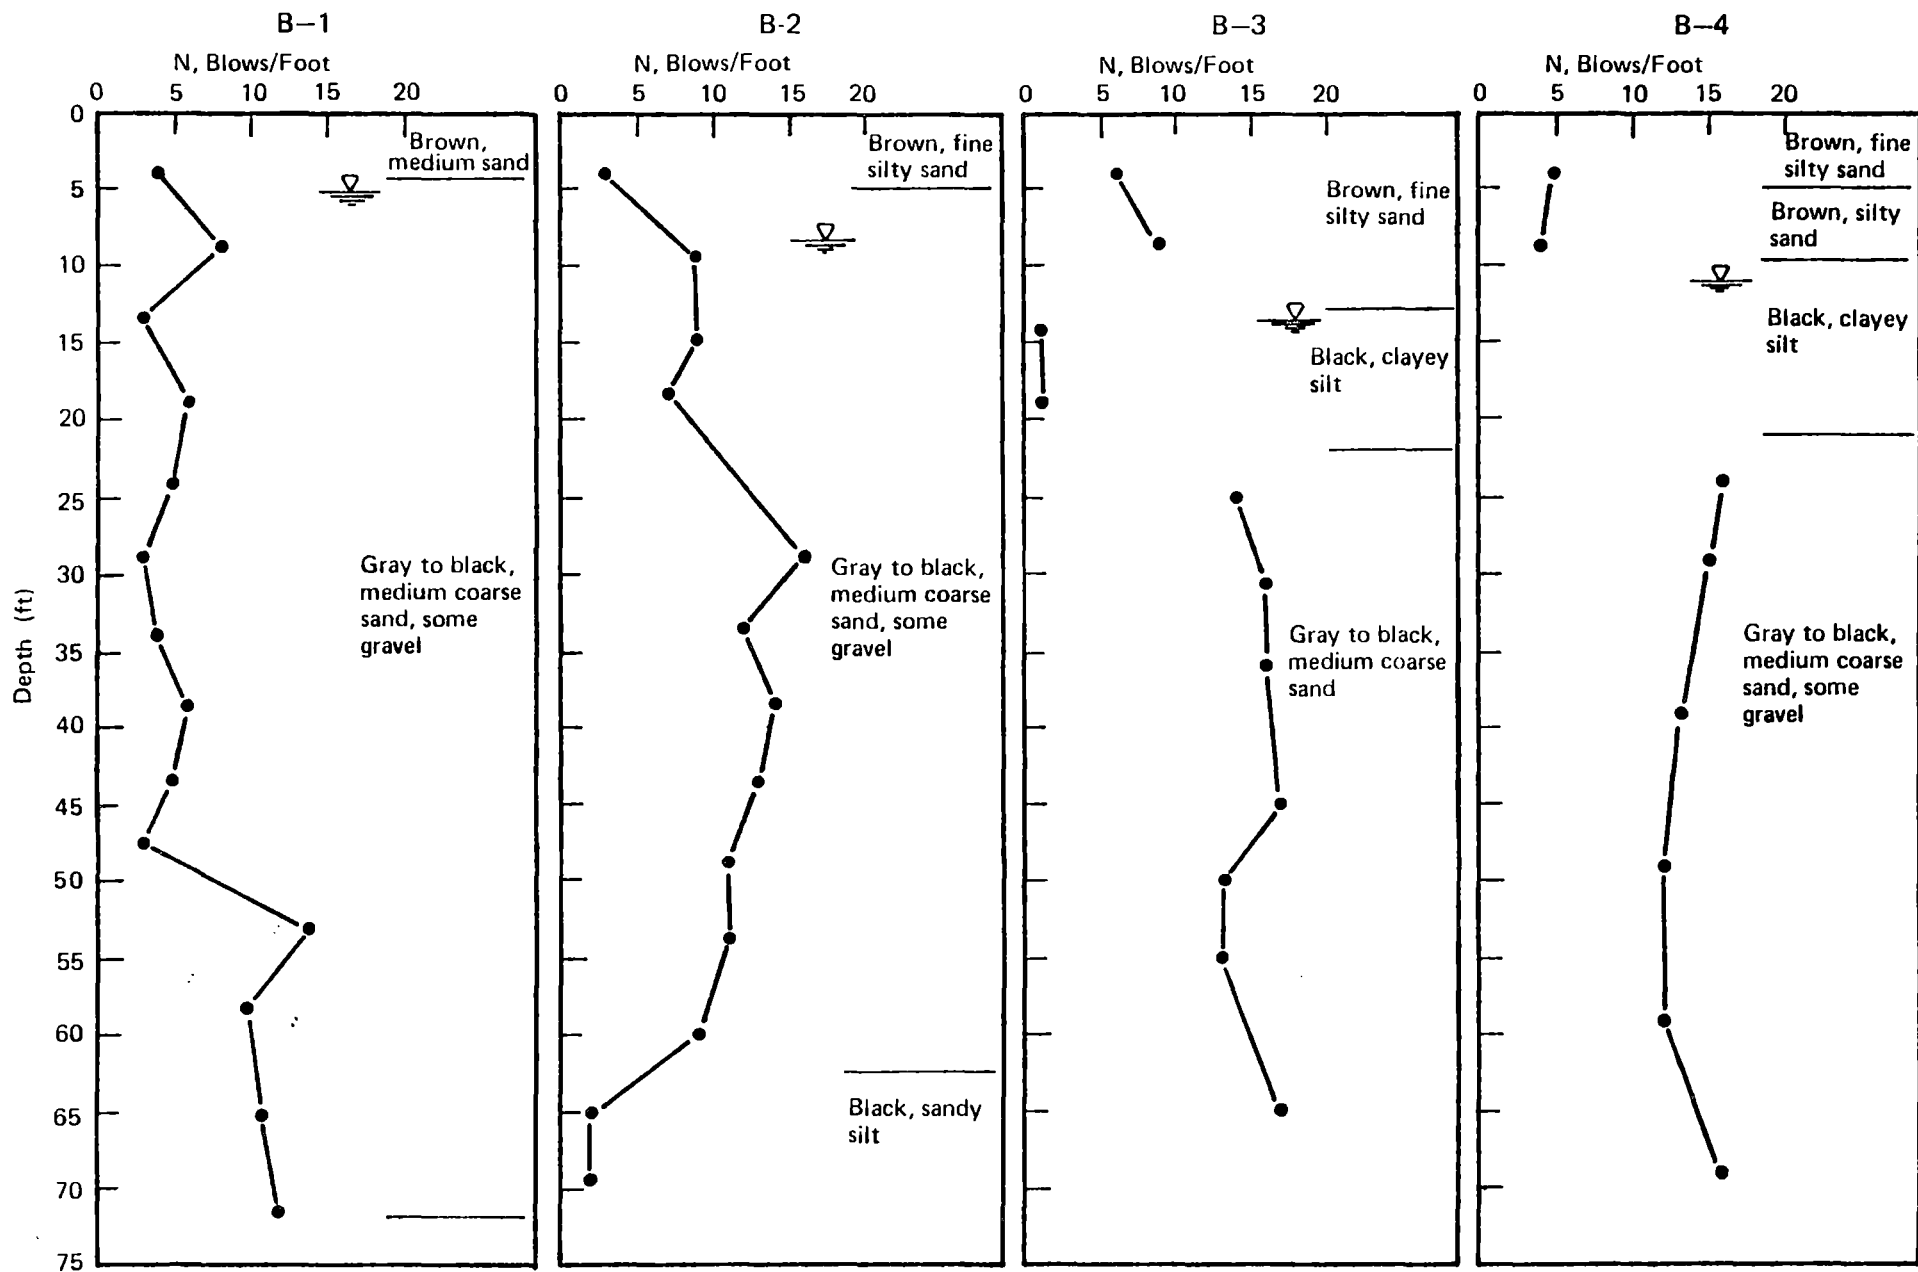 B—1
N, Blows/Foot
0 5 10 15 20
Brown,
medium sand
Gray to black,
medium coarse
sand, some
gravel
Depth (ft)
0
5
10
15
20
25
30
35
40
45
50
55
60
65
70
75
B-2
N, Blows/Foot
0 5 10 15 20
Brown, fine
silty sand
Gray to black,
medium coarse
sand, some
gravel
Black, sandy
silt
B—3
N, Blows/Foot
0 5 10 15 20
Brown, fine
silty sand
Black, clayey
silt
Gray to black,
medium coarse
sand
B—4
N, Blows/Foot
0 5 10 15 20
Brown, fine
silty sand
Brown, silty
sand
Black, clayey
silt
Gray to black,
medium coarse
sand, some
gravel